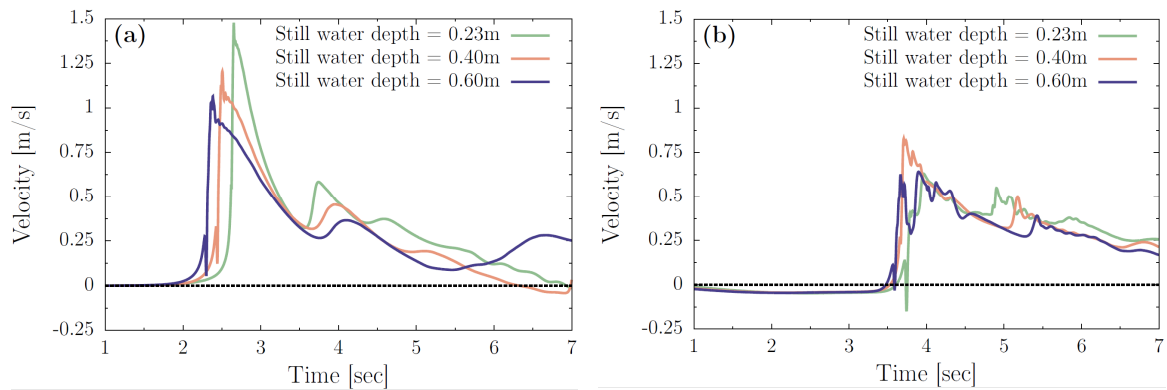 (a)
Still water depth = 0.23m
Still water depth = 0.40m
Still water depth = 0.60m
1.5
1.25
1
0.75
0.5
0.25
0
-0.25
Velocity [m/s]
1 2 3 4 5 6 7
Time [sec]
(b)
Still water depth = 0.23m
Still water depth = 0.40m
Still water depth = 0.60m
1.5
1.25
1
0.75
0.5
0.25
0
-0.25
Velocity [m/s]
1 2 3 4 5 6 7
Time [sec]